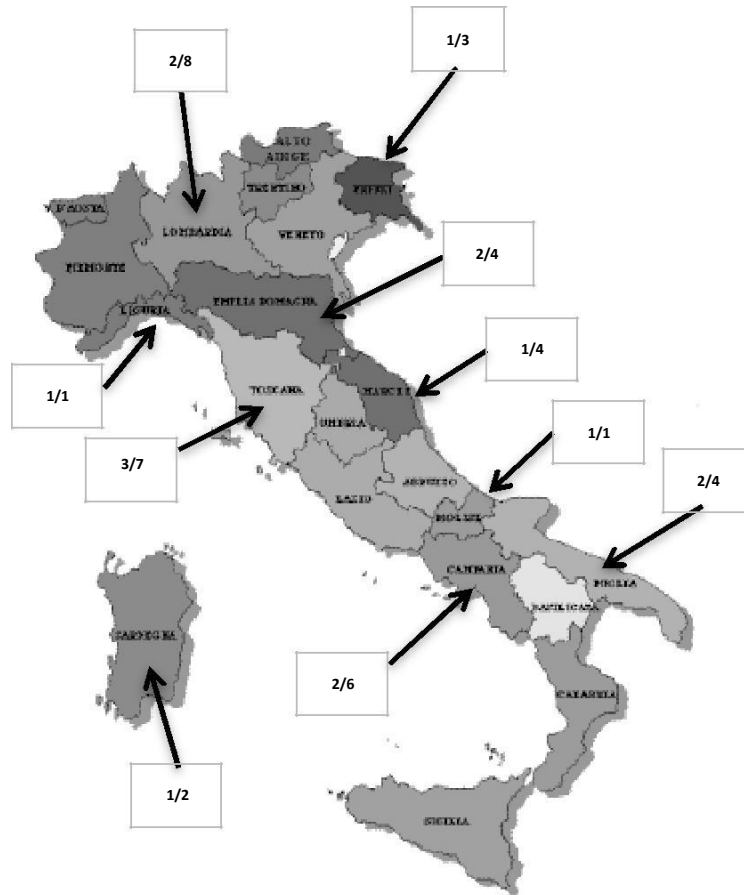 1/3
2/8
ALTO
ADIGE
TRENTINO
FRIULI
V D'AOSTA
LOMBARDIA
VENETO
2/4
PIEMONTE
EMILIA ROMAGNA
LIGURIA
1/4
1/1
TOSCANA
MARCHE
UMBRIA
3/7
1/1
ABRUZZO
2/4
LAZIO
MOLISE
CAMPANIA
PUGLIA
BASILICATA
SARDEGNA
2/6
CALABRIA
1/2
SICILIA